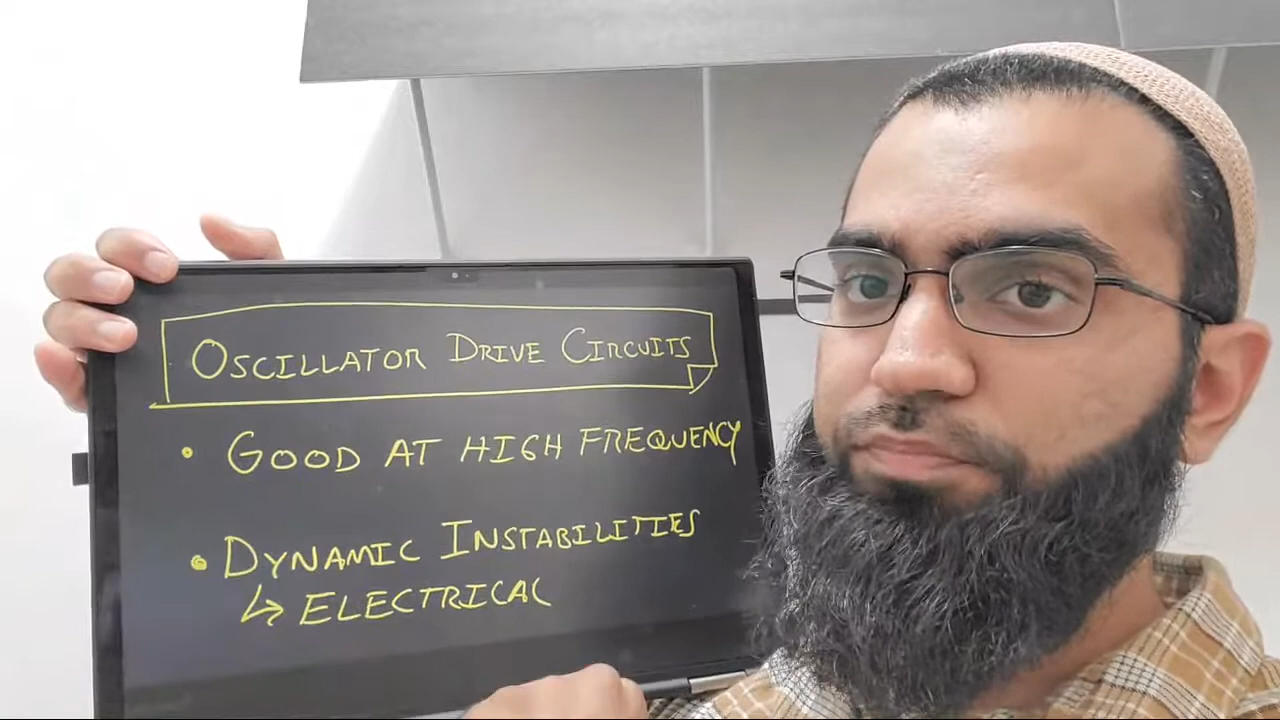 OSCILLATOR DRIVE CIRCUITS
• GOOD AT HIGH FREQUENCY
• DYNAMIC INSTABILITIES
↳ ELECTRICAL